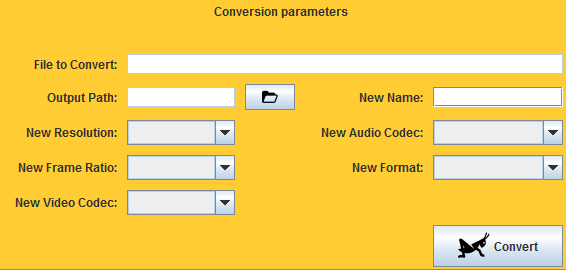 Conversion parameters
File to Convert:
Output Path:
New Name:
New Resolution:
New Audio Codec:
New Frame Ratio:
New Format:
New Video Codec:
Convert